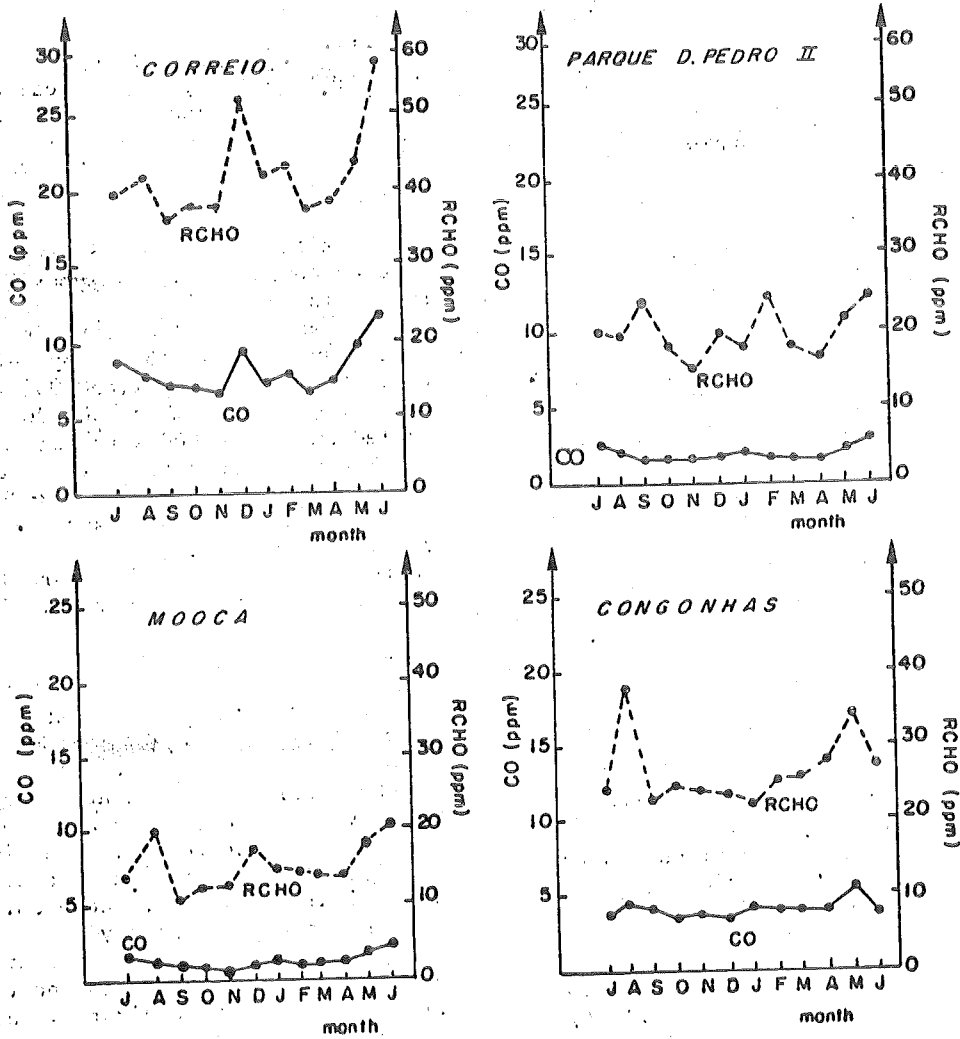 CORREIO
30
25
20
15
10
5
0
CO (ppm)
60
50
40
30
20
10
0
RCHO (ppm)
RCHO
CO
J A S O N D J F M A M J
month
PARQUE D. PEDRO II
30
25
20
15
10
5
0
CO (ppm)
60
50
40
30
20
10
0
RCHO (ppm)
RCHO
CO
J A S O N D J F M A M J
month
MOOCA
25
20
15
10
5
CO (ppm)
50
40
30
20
10
0
RCHO (ppm)
RCHO
CO
J A S O N D J F M A M J
month
CONGONHAS
25
20
15
10
5
CO (ppm)
50
40
30
20
10
0
RCHO (ppm)
RCHO
CO
J A S O N D J F M A M J
month